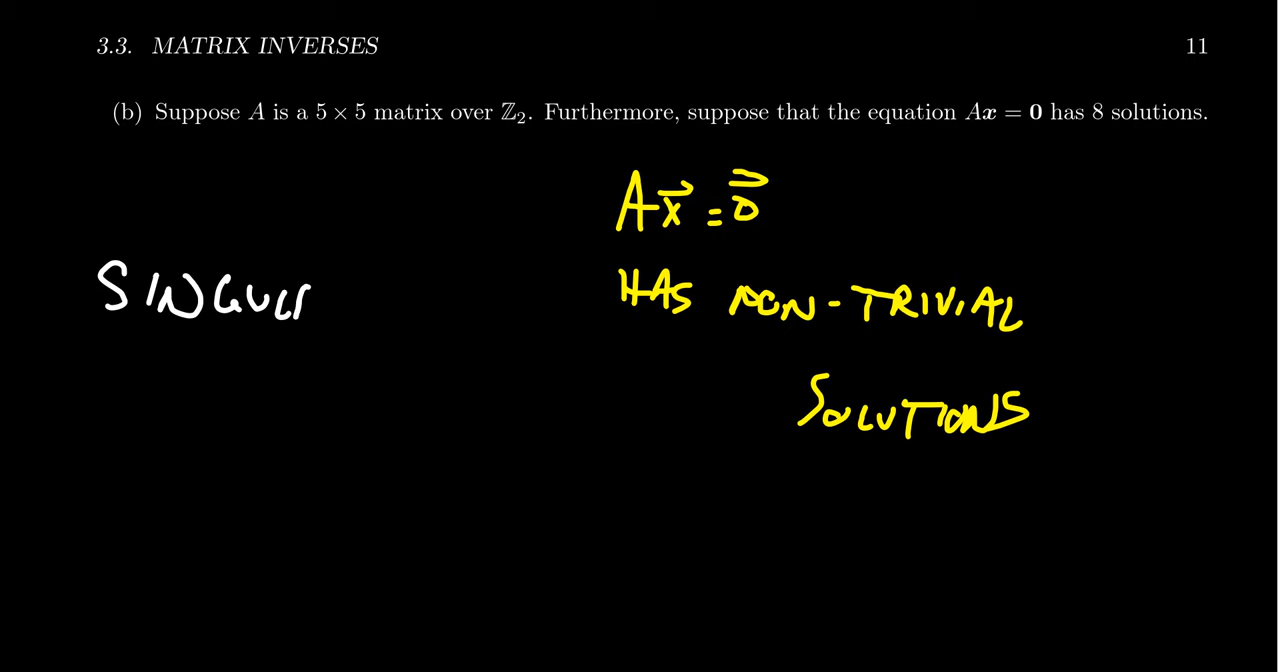 3.3. MATRIX INVERSES 11
(b) Suppose A is a 5 × 5 matrix over ℤ₂. Furthermore, suppose that the equation Ax = 0 has 8 solutions.
Ax⃗ = 0⃗
HAS NON-TRIVIAL
SINGUL
SOLUTIONS